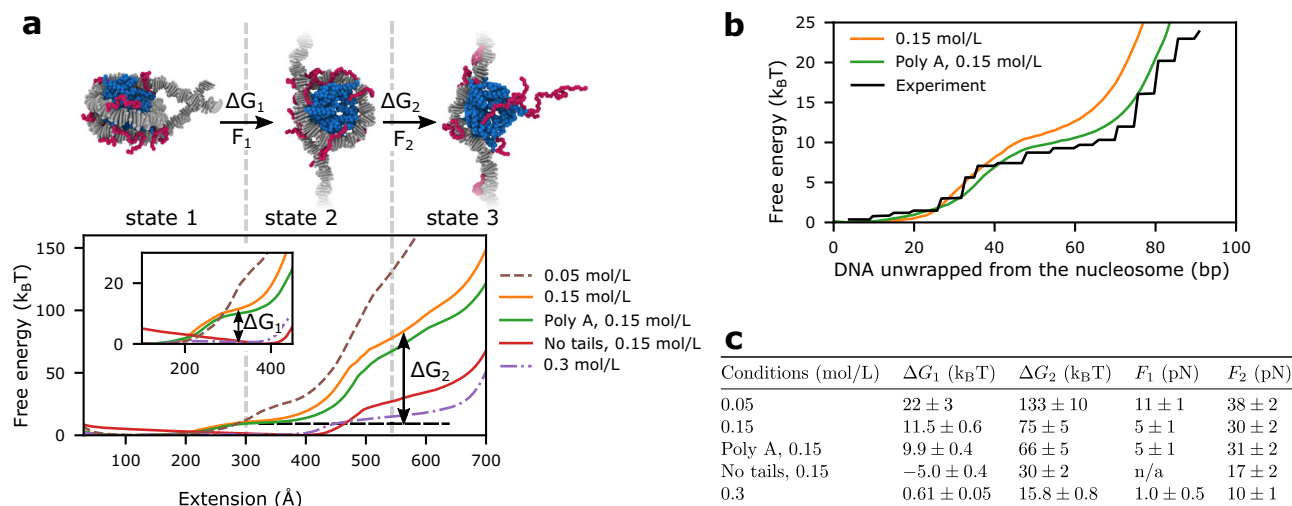 a
ΔG₁
F₁
ΔG₂
F₂
state 1
state 2
state 3
150
100
50
0
20
0
200
400
ΔG₁
ΔG₂
100
200
300
400
500
600
700
Free energy (k_BT)
Extension (Å)
0.05 mol/L
0.15 mol/L
Poly A, 0.15 mol/L
No tails, 0.15 mol/L
0.3 mol/L
b
25
20
15
10
5
0
0
20
40
60
80
100
Free energy (k_BT)
DNA unwrapped from the nucleosome (bp)
0.15 mol/L
Poly A, 0.15 mol/L
Experiment
c
Conditions (mol/L) ΔG₁ (k_BT) ΔG₂ (k_BT) F₁ (pN) F₂ (pN)
0.05 22 ± 3 133 ± 10 11 ± 1 38 ± 2
0.15 11.5 ± 0.6 75 ± 5 5 ± 1 30 ± 2
Poly A, 0.15 9.9 ± 0.4 66 ± 5 5 ± 1 31 ± 2
No tails, 0.15 −5.0 ± 0.4 30 ± 2 n/a 17 ± 2
0.3 0.61 ± 0.05 15.8 ± 0.8 1.0 ± 0.5 10 ± 1